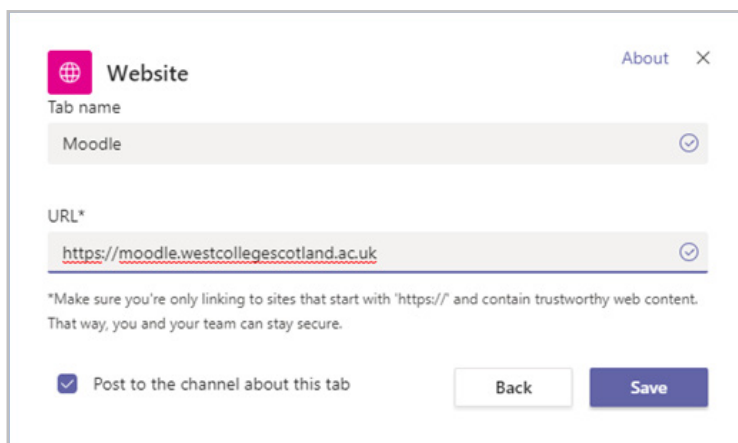 About
Website
Tab name
Moodle
URL*
https://moodle.westcollegescotland.ac.uk
*Make sure you're only linking to sites that start with 'https://' and contain trustworthy web content.
That way, you and your team can stay secure.
Post to the channel about this tab
Back
Save